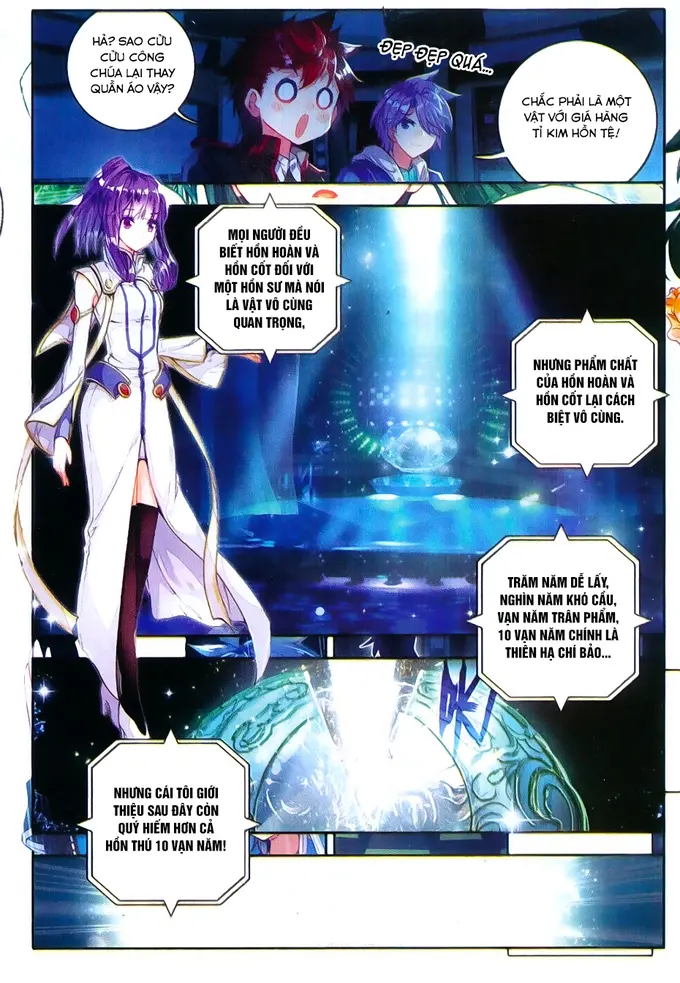 HẢ? SAO CỬU
CỬU CÔNG
CHÚA LẠI THAY
QUẦN ÁO VẬY?
ĐẸP ĐẸP QUÁ...
CHẮC PHẢI LÀ MỘT
VẬT VỚI GIÁ HÀNG
TỈ KIM HỒN TỆ!
MỌI NGƯỜI ĐỀU
BIẾT HỒN HOÀN VÀ
HỒN CỐT ĐỐI VỚI
MỘT HỒN SƯ MÀ NÓI
LÀ VẬT VÔ CÙNG
QUAN TRỌNG,
NHƯNG PHẨM CHẤT
CỦA HỒN HOÀN VÀ
HỒN CỐT LẠI CÁCH
BIỆT VÔ CÙNG.
TRĂM NĂM DỄ LẤY,
NGHÌN NĂM KHÓ CẦU,
VẠN NĂM TRÂN PHẨM,
10 VẠN NĂM CHÍNH LÀ
THIÊN HẠ CHÍ BẢO...
NHƯNG CÁI TÔI GIỚI
THIỆU SAU ĐÂY CÒN
QUÝ HIẾM HƠN CẢ
HỒN THÚ 10 VẠN NĂM!